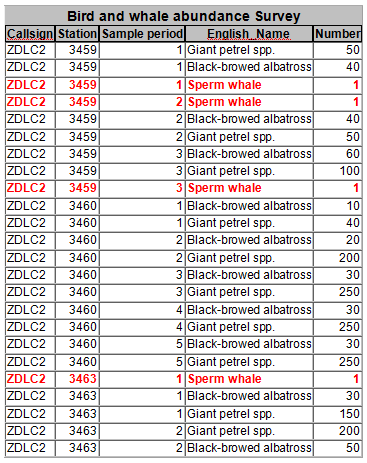 Bird and whale abundance Survey
Callsign Station Sample period English_Name Number
ZDLC2 3459 1 Giant petrel spp. 50
ZDLC2 3459 1 Black-browed albatross 40
ZDLC2 3459 1 Sperm whale 1
ZDLC2 3459 2 Sperm whale 1
ZDLC2 3459 2 Black-browed albatross 40
ZDLC2 3459 2 Giant petrel spp. 50
ZDLC2 3459 3 Black-browed albatross 60
ZDLC2 3459 3 Giant petrel spp. 100
ZDLC2 3459 3 Sperm whale 1
ZDLC2 3460 1 Black-browed albatross 10
ZDLC2 3460 1 Giant petrel spp. 40
ZDLC2 3460 2 Black-browed albatross 20
ZDLC2 3460 2 Giant petrel spp. 200
ZDLC2 3460 3 Black-browed albatross 30
ZDLC2 3460 3 Giant petrel spp. 250
ZDLC2 3460 4 Black-browed albatross 30
ZDLC2 3460 4 Giant petrel spp. 250
ZDLC2 3460 5 Black-browed albatross 30
ZDLC2 3460 5 Giant petrel spp. 250
ZDLC2 3463 1 Sperm whale 1
ZDLC2 3463 1 Black-browed albatross 30
ZDLC2 3463 1 Giant petrel spp. 150
ZDLC2 3463 2 Giant petrel spp. 200
ZDLC2 3463 2 Black-browed albatross 50